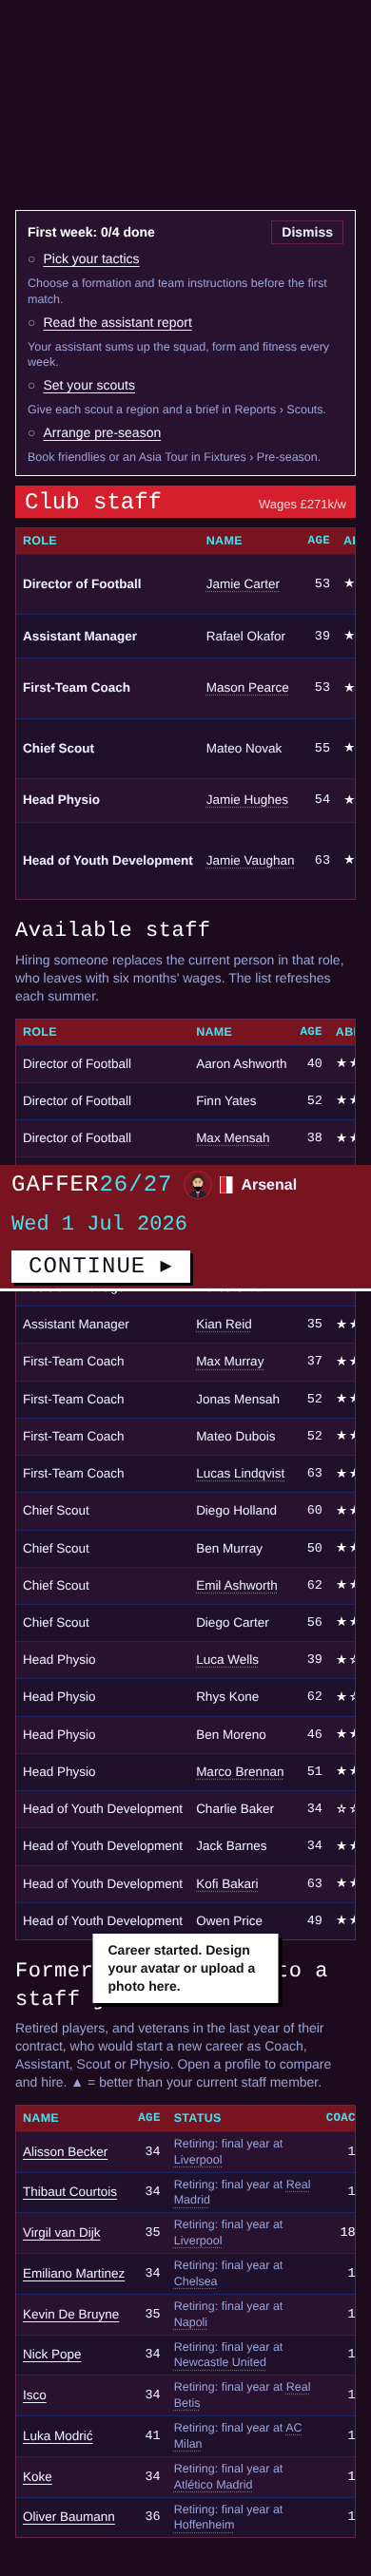 First week: 0/4 done
Dismiss
○ Pick your tactics
Choose a formation and team instructions before the first
match.
○ Read the assistant report
Your assistant sums up the squad, form and fitness every
week.
○ Set your scouts
Give each scout a region and a brief in Reports › Scouts.
○ Arrange pre-season
Book friendlies or an Asia Tour in Fixtures › Pre-season.
Club staff Wages £271k/w
ROLE NAME AGE
Director of Football Jamie Carter 53 ★
Assistant Manager Rafael Okafor 39 ★
First-Team Coach Mason Pearce 53 ★
Chief Scout Mateo Novak 55 ★
Head Physio Jamie Hughes 54 ★
Head of Youth Development Jamie Vaughan 63 ★
Available staff
Hiring someone replaces the current person in that role,
who leaves with six months' wages. The list refreshes
each summer.
ROLE NAME AGE
Director of Football Aaron Ashworth 40 ★★
Director of Football Finn Yates 52 ★★
Director of Football Max Mensah 38 ★★
GAFFER26/27 Arsenal
Wed 1 Jul 2026
CONTINUE ►
Assistant Manager Kian Reid 35 ★★
First-Team Coach Max Murray 37 ★★
First-Team Coach Jonas Mensah 52 ★★
First-Team Coach Mateo Dubois 52 ★★
First-Team Coach Lucas Lindqvist 63 ★★
Chief Scout Diego Holland 60 ★★
Chief Scout Ben Murray 50 ★★
Chief Scout Emil Ashworth 62 ★★
Chief Scout Diego Carter 56 ★★
Head Physio Luca Wells 39 ★☆
Head Physio Rhys Kone 62 ★☆
Head Physio Ben Moreno 46 ★★
Head Physio Marco Brennan 51 ★★
Head of Youth Development Charlie Baker 34 ☆☆
Head of Youth Development Jack Barnes 34 ★★
Head of Youth Development Kofi Bakari 63 ★★
Head of Youth Development Owen Price 49 ★★
Career started. Design
your avatar or upload a
photo here.
Former to a
staff
Retired players, and veterans in the last year of their
contract, who would start a new career as Coach,
Assistant, Scout or Physio. Open a profile to compare
and hire. ▲ = better than your current staff member.
NAME AGE STATUS
Alisson Becker 34 Retiring: final year at
Liverpool
Thibaut Courtois 34 Retiring: final year at Real
Madrid
Virgil van Dijk 35 Retiring: final year at
Liverpool 18
Emiliano Martinez 34 Retiring: final year at
Chelsea
Kevin De Bruyne 35 Retiring: final year at
Napoli
Nick Pope 34 Retiring: final year at
Newcastle United
Isco 34 Retiring: final year at Real
Betis
Luka Modrić 41 Retiring: final year at AC
Milan
Koke 34 Retiring: final year at
Atlético Madrid
Oliver Baumann 36 Retiring: final year at
Hoffenheim